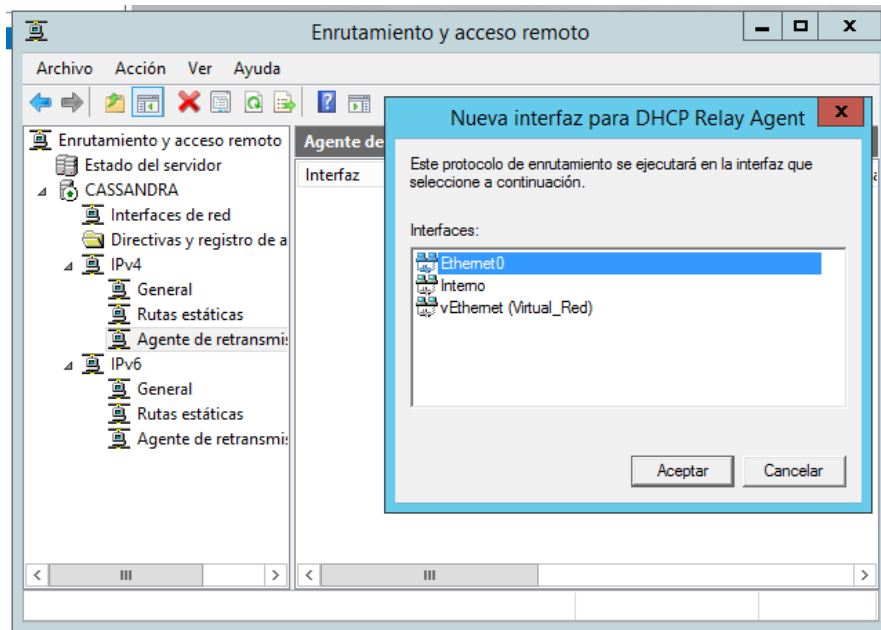 Enrutamiento y acceso remoto
Archivo Acción Ver Ayuda
Enrutamiento y acceso remoto
Estado del servidor
CASSANDRA
Interfaces de red
Directivas y registro de a
IPv4
General
Rutas estáticas
Agente de retransmi
IPv6
General
Rutas estáticas
Agente de retransmi
Agente de
Interfaz
Nueva interfaz para DHCP Relay Agent
Este protocolo de enrutamiento se ejecutará en la interfaz que
seleccione a continuación.
Interfaces:
Ethernet0
Interno
vEthernet (Virtual_Red)
Aceptar Cancelar